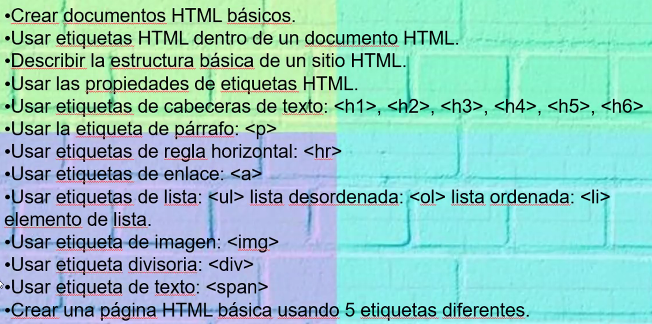 •Crear documentos HTML básicos.
•Usar etiquetas HTML dentro de un documento HTML.
•Describir la estructura básica de un sitio HTML.
•Usar las propiedades de etiquetas HTML.
•Usar etiquetas de cabeceras de texto: <h1>, <h2>, <h3>, <h4>, <h5>, <h6>
•Usar la etiqueta de párrafo: <p>
•Usar etiquetas de regla horizontal: <hr>
•Usar etiquetas de enlace: <a>
•Usar etiquetas de lista: <ul> lista desordenada: <ol> lista ordenada: <li>
elemento de lista.
•Usar etiqueta de imagen: <img>
•Usar etiqueta divisoria: <div>
•Usar etiqueta de texto: <span>
•Crear una página HTML básica usando 5 etiquetas diferentes.